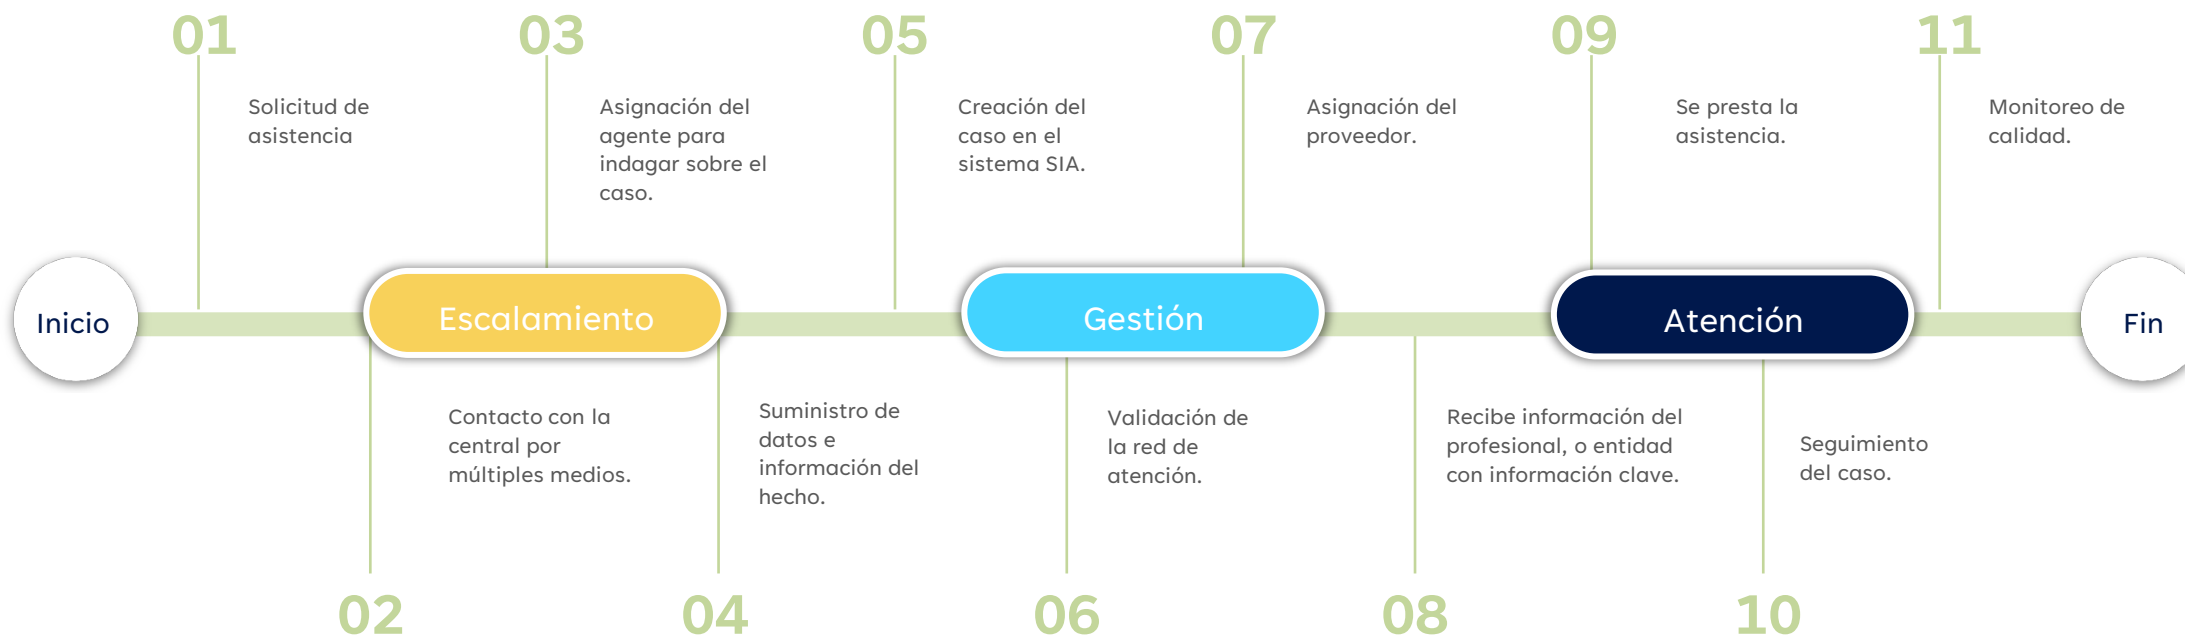 01
Solicitud de
asistencia
03
Asignación del
agente para
indagar sobre el
caso.
05
Creación del
caso en el
sistema SIA.
07
Asignación del
proveedor.
09
Se presta la
asistencia.
11
Monitoreo de
calidad.
Inicio
Escalamiento
Gestión
Atención
Fin
02
Contacto con la
central por
múltiples medios.
04
Suministro de
datos e
información del
hecho.
06
Validación de
la red de
atención.
08
Recibe información del
profesional, o entidad
con información clave.
10
Seguimiento
del caso.